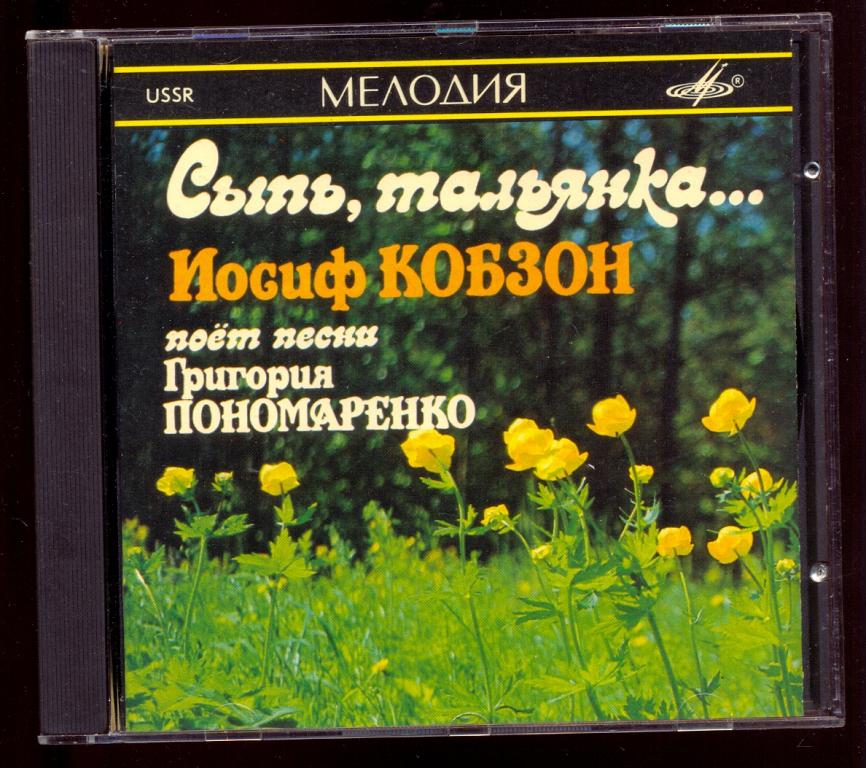 USSR МЕЛОДИЯ ®
Сыпь, тальянка...
Иосиф КОБЗОН
поёт песни
Григория
ПОНОМАРЕНКО